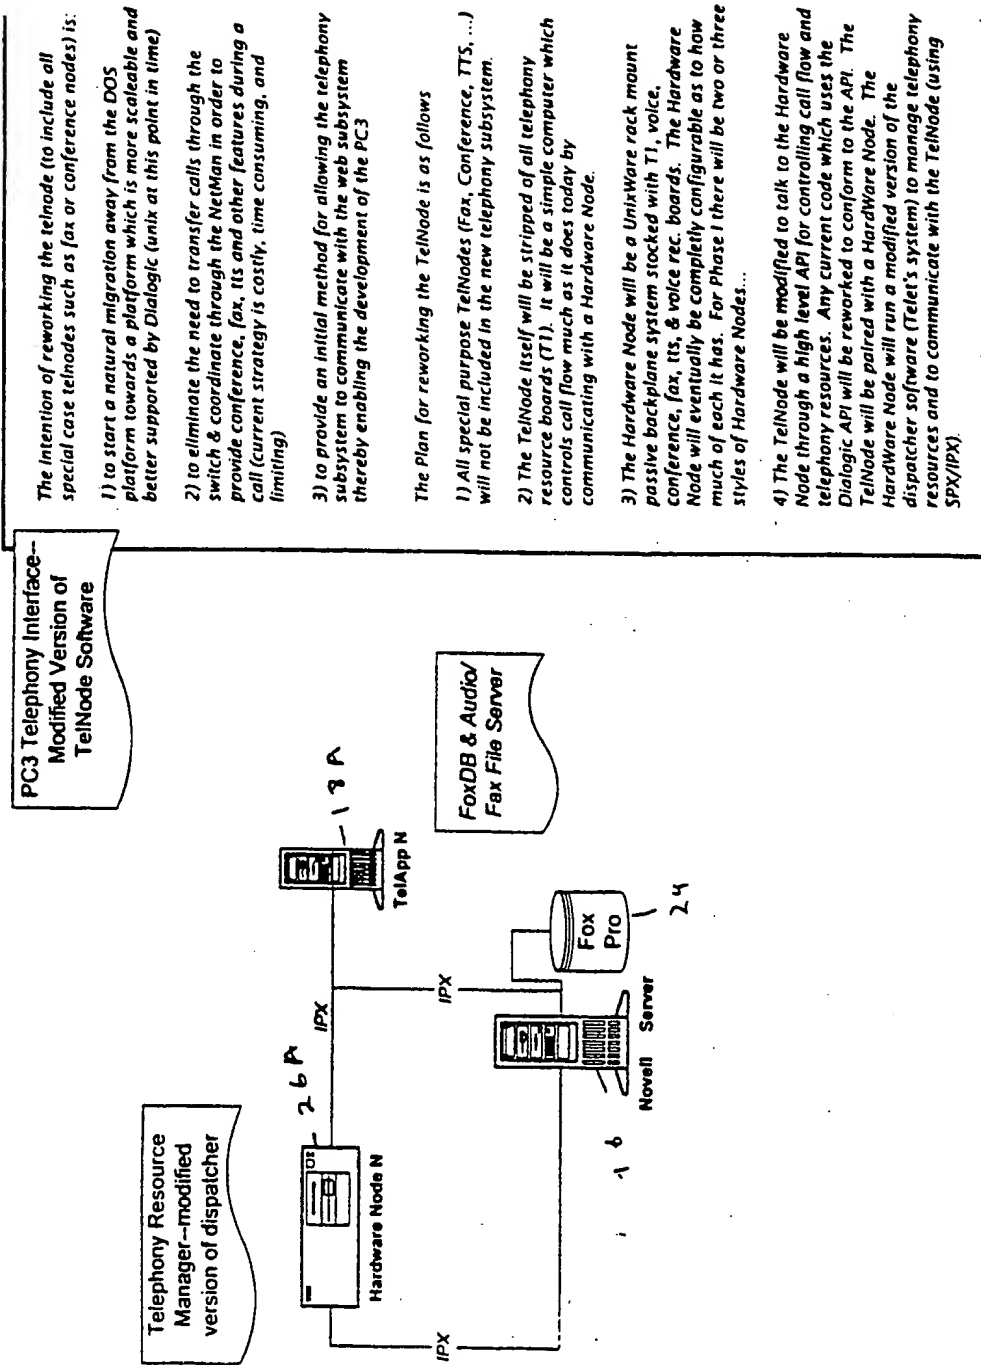 PC3 Telephony Interface--
Modified Version of
TelNode Software
The Intention of reworking the telnode (to include all
special case telnodes such as fax or conference nodes) is:
1) to start a natural migration away from the DOS
platform towards a platform which is more scaleable and
better supported by Dialogic (unix at this point in time)
2) to eliminate the need to transfer calls through the
switch & coordinate through the NetMan in order to
provide conference, fax, tts and other features during a
call (current strategy is costly, time consuming, and
limiting)
3) to provide an initial method for allowing the telephony
subsystem to communicate with the web subsystem
thereby enabling the development of the PC3
The Plan for reworking the TelNode is as follows
1) All special purpose TelNodes (Fax, Conference, TTS, ...)
will not be included in the new telephony subsystem.
2) The TelNode itself will be stripped of all telephony
resource boards (T1). It will be a simple computer which
controls call flow much as it does today by
communicating with a Hardware Node.
3) The Hardware Node will be a UnixWare rack mount
passive backplane system stocked with T1, voice,
conference, fax, tts, & voice rec. boards. The Hardware
Node will eventually be completly configurable as to how
much of each it has. For Phase I there will be two or three
styles of Hardware Nodes...
4) The TelNode will be modified to talk to the Hardware
Node through a high level API for controlling call flow and
telephony resources. Any current code which uses the
Dialogic API will be reworked to conform to the API. The
TelNode will be paired with a HardWare Node. The
HardWare Node will run a modified version of the
dispatcher software (Telet's system) to manage telephony
resources and to communicate with the TelNode (using
SPX/IPX).
Telephony Resource
Manager--modified
version of dispatcher
26A
Hardware Node N
IPX
18A
TelApp N
IPX
IPX
FoxDB & Audio/
Fax File Server
Fox
Pro
24
Novell Server
16